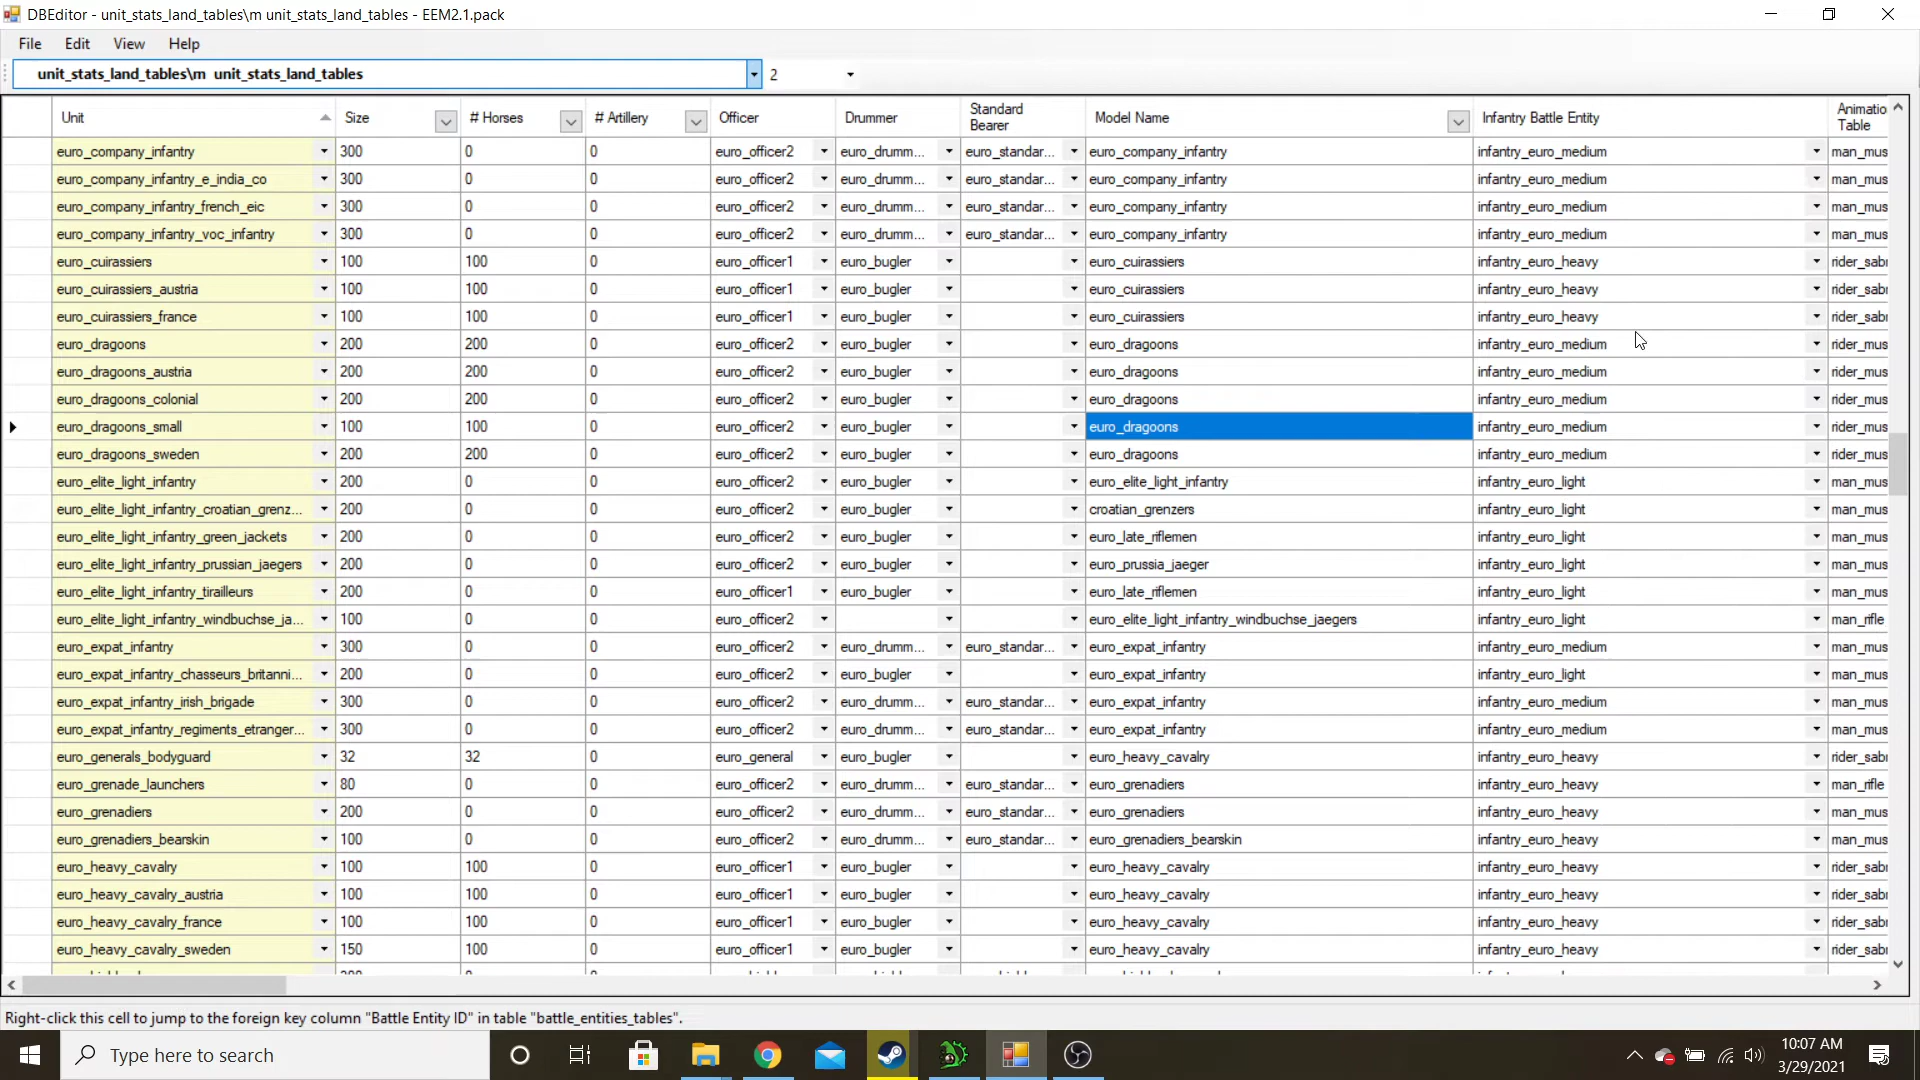 DBEditor - unit_stats_land_tables\m unit_stats_land_tables - EEM2.1.pack
File Edit View Help
unit_stats_land_tables\m unit_stats_land_tables 2
Unit Size # Horses # Artillery Officer Drummer Standard Bearer Model Name Infantry Battle Entity Animatio Table
euro_company_infantry 300 0 0 euro_officer2 euro_drumm... euro_standar... euro_company_infantry infantry_euro_medium man_mus
euro_company_infantry_e_india_co 300 0 0 euro_officer2 euro_drumm... euro_standar... euro_company_infantry infantry_euro_medium man_mus
euro_company_infantry_french_eic 300 0 0 euro_officer2 euro_drumm... euro_standar... euro_company_infantry infantry_euro_medium man_mus
euro_company_infantry_voc_infantry 300 0 0 euro_officer2 euro_drumm... euro_standar... euro_company_infantry infantry_euro_medium man_mus
euro_cuirassiers 100 100 0 euro_officer1 euro_bugler euro_cuirassiers infantry_euro_heavy rider_sab
euro_cuirassiers_austria 100 100 0 euro_officer1 euro_bugler euro_cuirassiers infantry_euro_heavy rider_sab
euro_cuirassiers_france 100 100 0 euro_officer1 euro_bugler euro_cuirassiers infantry_euro_heavy rider_sab
euro_dragoons 200 200 0 euro_officer2 euro_bugler euro_dragoons infantry_euro_medium rider_mus
euro_dragoons_austria 200 200 0 euro_officer2 euro_bugler euro_dragoons infantry_euro_medium rider_mus
euro_dragoons_colonial 200 200 0 euro_officer2 euro_bugler euro_dragoons infantry_euro_medium rider_mus
euro_dragoons_small 100 100 0 euro_officer2 euro_bugler euro_dragoons infantry_euro_medium rider_mus
euro_dragoons_sweden 200 200 0 euro_officer2 euro_bugler euro_dragoons infantry_euro_medium rider_mus
euro_elite_light_infantry 200 0 0 euro_officer2 euro_bugler euro_elite_light_infantry infantry_euro_light man_mus
euro_elite_light_infantry_croatian_grenz... 200 0 0 euro_officer2 euro_bugler croatian_grenzers infantry_euro_light man_mus
euro_elite_light_infantry_green_jackets 200 0 0 euro_officer2 euro_bugler euro_late_riflemen infantry_euro_light man_mus
euro_elite_light_infantry_prussian_jaegers 200 0 0 euro_officer2 euro_bugler euro_prussia_jaeger infantry_euro_light man_mus
euro_elite_light_infantry_tirailleurs 200 0 0 euro_officer1 euro_bugler euro_late_riflemen infantry_euro_light man_mus
euro_elite_light_infantry_windbuchse_ja... 100 0 0 euro_officer2 euro_elite_light_infantry_windbuchse_jaegers infantry_euro_light man_rifle
euro_expat_infantry 300 0 0 euro_officer2 euro_drumm... euro_standar... euro_expat_infantry infantry_euro_medium man_mus
euro_expat_infantry_chasseurs_britanni... 200 0 0 euro_officer2 euro_bugler euro_expat_infantry infantry_euro_light man_mus
euro_expat_infantry_irish_brigade 300 0 0 euro_officer2 euro_drumm... euro_standar... euro_expat_infantry infantry_euro_medium man_mus
euro_expat_infantry_regiments_etranger... 300 0 0 euro_officer2 euro_drumm... euro_standar... euro_expat_infantry infantry_euro_medium man_mus
euro_generals_bodyguard 32 32 0 euro_general euro_bugler euro_heavy_cavalry infantry_euro_heavy rider_sab
euro_grenade_launchers 80 0 0 euro_officer2 euro_drumm... euro_standar... euro_grenadiers infantry_euro_heavy man_rifle
euro_grenadiers 200 0 0 euro_officer2 euro_drumm... euro_standar... euro_grenadiers infantry_euro_heavy man_mus
euro_grenadiers_bearskin 100 0 0 euro_officer2 euro_drumm... euro_standar... euro_grenadiers_bearskin infantry_euro_heavy man_mus
euro_heavy_cavalry 100 100 0 euro_officer1 euro_bugler euro_heavy_cavalry infantry_euro_heavy rider_sab
euro_heavy_cavalry_austria 100 100 0 euro_officer1 euro_bugler euro_heavy_cavalry infantry_euro_heavy rider_sab
euro_heavy_cavalry_france 100 100 0 euro_officer1 euro_bugler euro_heavy_cavalry infantry_euro_heavy rider_sab
euro_heavy_cavalry_sweden 150 100 0 euro_officer1 euro_bugler euro_heavy_cavalry infantry_euro_heavy rider_sab
Right-click this cell to jump to the foreign key column "Battle Entity ID" in table "battle_entities_tables".
Type here to search
10:07 AM
3/29/2021